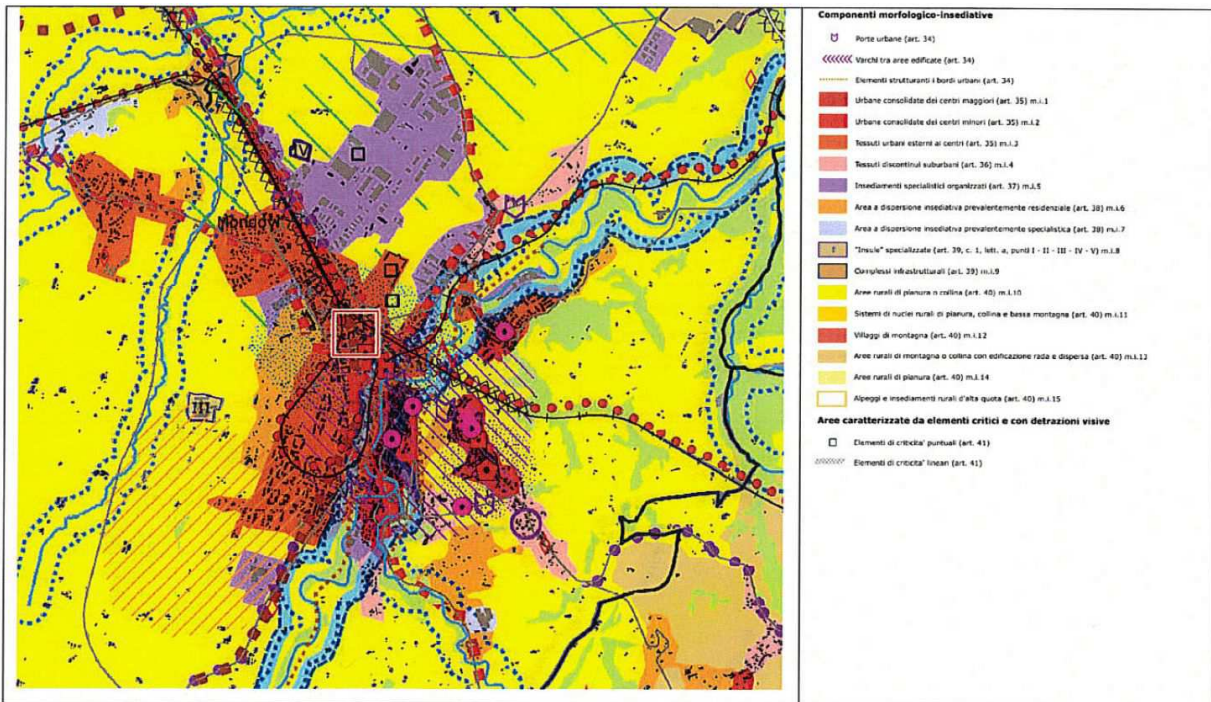 Mondovì
IV
III
Componenti morfologico-insediative
Porte urbane (art. 34)
Varchi tra aree edificate (art. 34)
Elementi strutturanti i bordi urbani (art. 34)
Urbane consolidate dei centri maggiori (art. 35) m.i.1
Urbane consolidate dei centri minori (art. 35) m.i.2
Tessuti urbani esterni ai centri (art. 35) m.i.3
Tessuti discontinui suburbani (art. 36) m.i.4
Insediamenti specialistici organizzati (art. 37) m.i.5
Area a dispersione insediativa prevalentemente residenziale (art. 38) m.i.6
Area a dispersione insediativa prevalentemente specialistica (art. 38) m.i.7
"Insule" specializzate (art. 39, c. 1, lett. a, punti I - II - III - IV - V) m.i.8
Complessi infrastrutturali (art. 39) m.i.9
Aree rurali di pianura o collina (art. 40) m.i.10
Sistemi di nuclei rurali di pianura, collina e bassa montagna (art. 40) m.i.11
Villaggi di montagna (art. 40) m.i.12
Aree rurali di montagna o collina con edificazione rada e dispersa (art. 40) m.i.13
Aree rurali di pianura (art. 40) m.i.14
Alpeggi e insediamenti rurali d'alta quota (art. 40) m.i.15
Aree caratterizzate da elementi critici e con detrazioni visive
Elementi di criticita' puntuali (art. 41)
Elementi di criticita' lineari (art. 41)